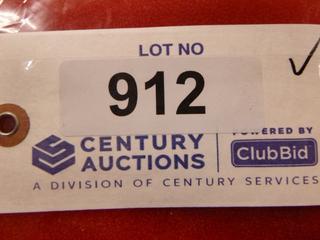 LOT NO
912
CENTURY
AUCTIONS
POWERED BY
ClubBid
A DIVISION OF CENTURY SERVICES